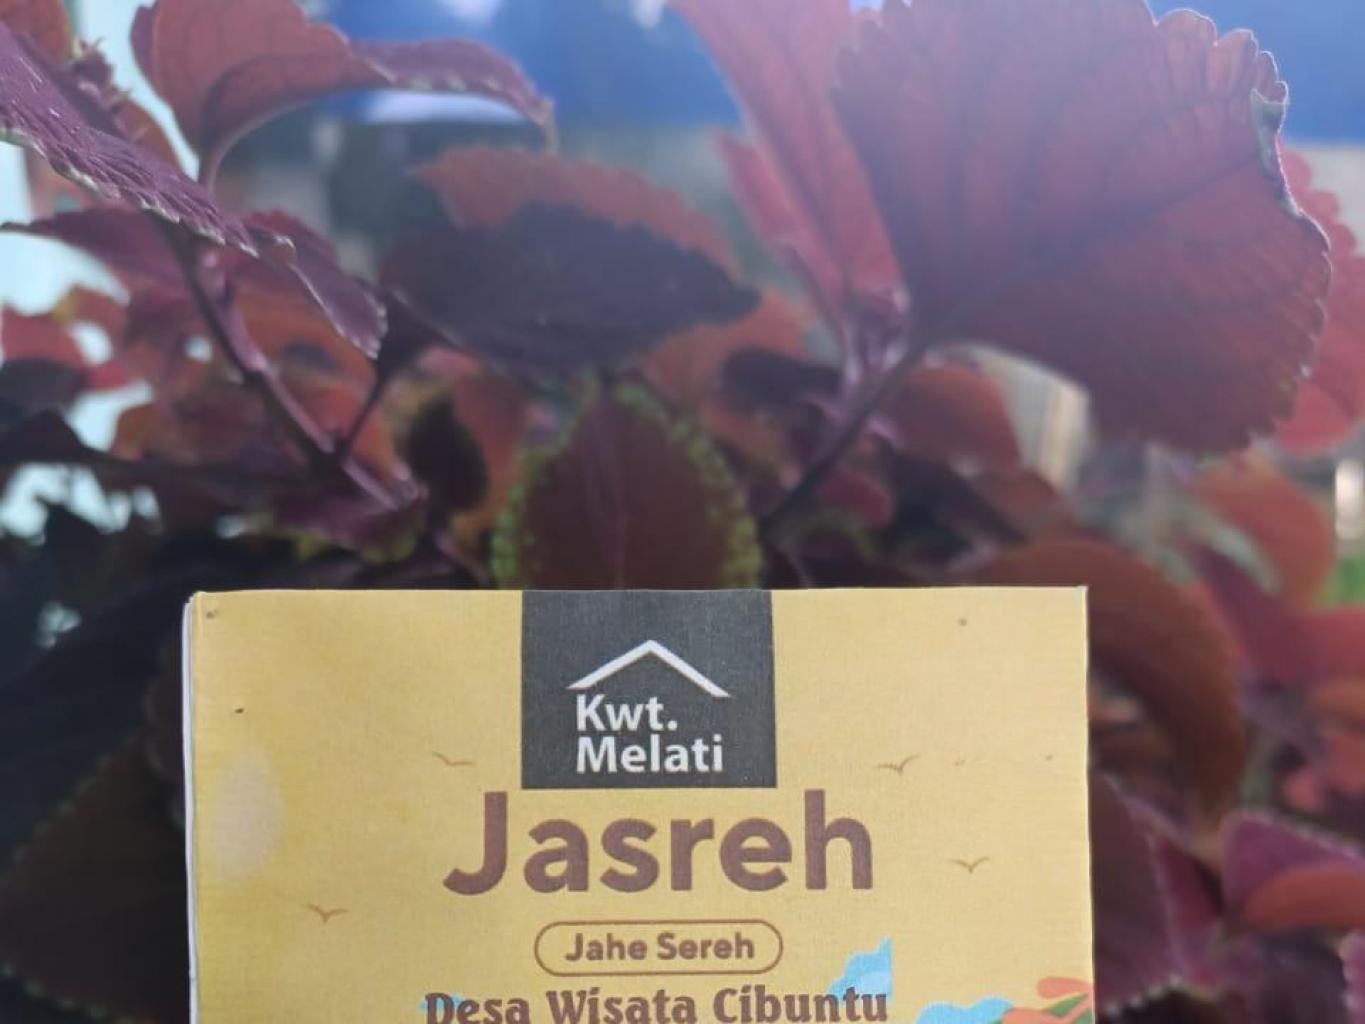 Kwt.
Melati
Jasreh
Jahe Sereh
Desa Wisata Cibuntu